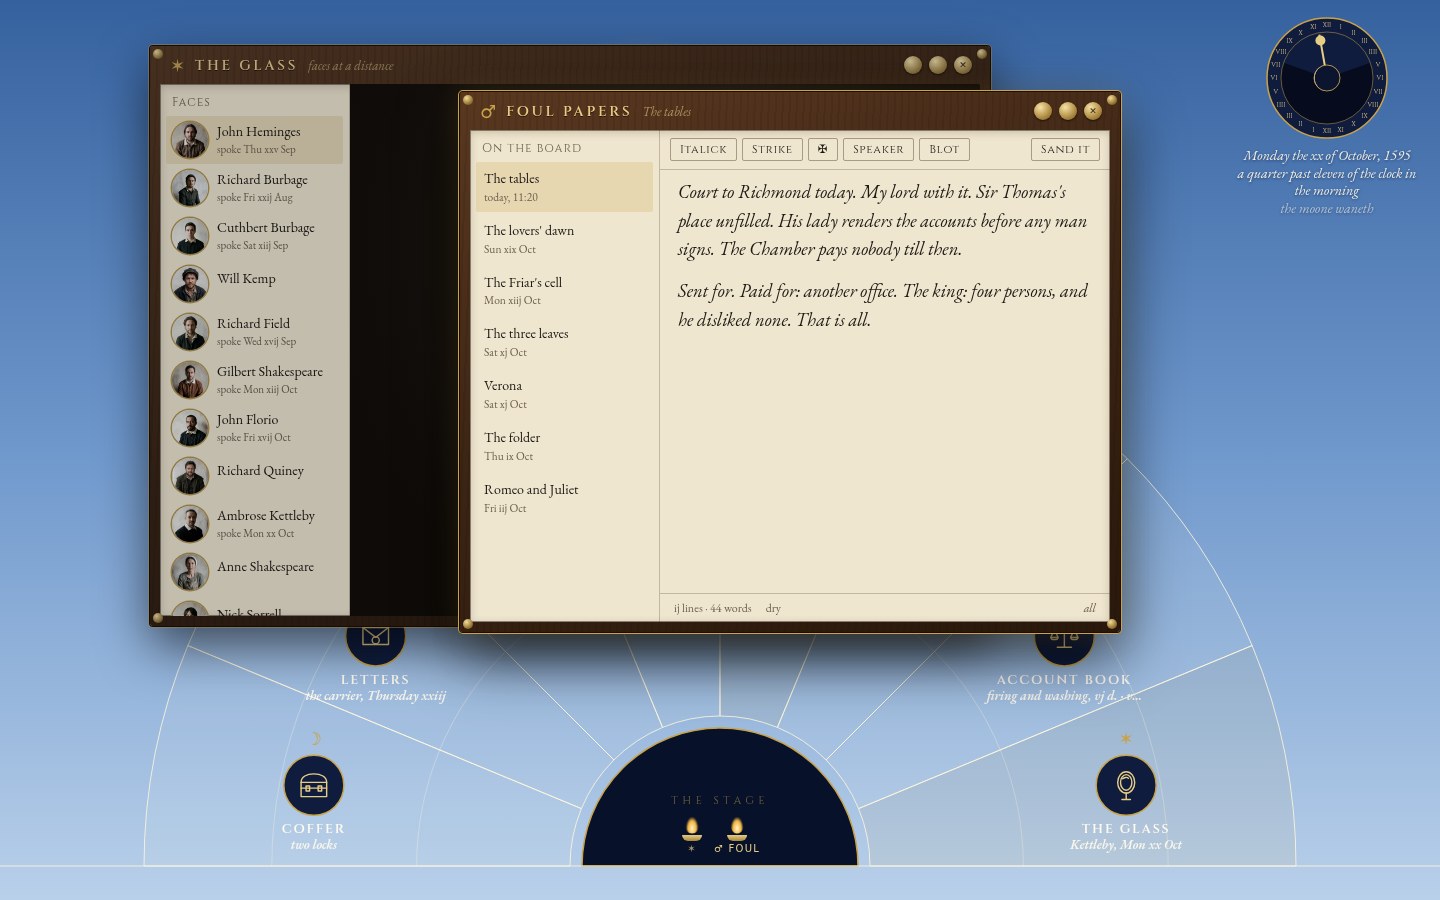 THE GLASS faces at a distance
FACES
John Heminges
spoke Thu xxv Sep
Richard Burbage
spoke Fri xxij Aug
Cuthbert Burbage
spoke Sat xiij Sep
Will Kemp
Richard Field
spoke Wed xvij Sep
Gilbert Shakespeare
spoke Mon xiij Oct
John Florio
spoke Fri xvij Oct
Richard Quiney
Ambrose Kettleby
spoke Mon xx Oct
Anne Shakespeare
Nick Sorrell
♂ FOUL PAPERS The tables
ON THE BOARD
The tables
today, 11:20
The lovers' dawn
Sun xix Oct
The Friar's cell
Mon xiij Oct
The three leaves
Sat xj Oct
Verona
Sat xj Oct
The folder
Thu ix Oct
Romeo and Juliet
Fri iij Oct
ITALICK STRIKE ✠ SPEAKER BLOT SAND IT
Court to Richmond today. My lord with it. Sir Thomas's
place unfilled. His lady renders the accounts before any man
signs. The Chamber pays nobody till then.
Sent for. Paid for: another office. The king: four persons, and
he disliked none. That is all.
ij lines · 44 words dry all
Monday the xx of October, 1595
a quarter past eleven of the clock in
the morning
the moone waneth
LETTERS
the carrier, Thursday xxiij
COFFER
two locks
THE STAGE
♂ FOUL
ACCOUNT BOOK
firing and washing, vj d. - v...
THE GLASS
Kettleby, Mon xx Oct